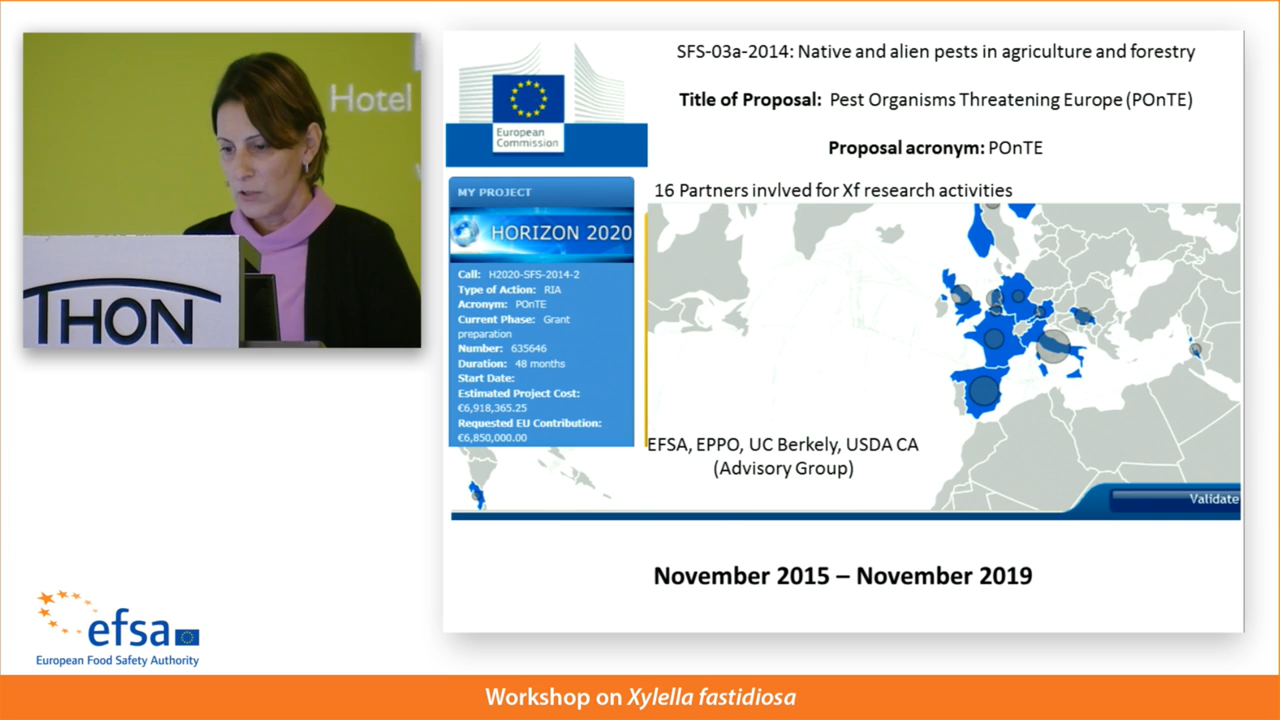 Hotel
THON
SFS-03a-2014: Native and alien pests in agriculture and forestry
Title of Proposal: Pest Organisms Threatening Europe (POnTE)
Proposal acronym: POnTE
European
Commission
16 Partners invlved for Xf research activities
MY PROJECT
HORIZON 2020
Call: H2020-SFS-2014-2
Type of Action: RIA
Acronym: POnTE
Current Phase: Grant
preparation
Number: 635646
Duration: 48 months
Start Date:
Estimated Project Cost:
€6,918,365.25
Requested EU Contribution:
€6,850,000.00
EFSA, EPPO, UC Berkely, USDA CA
(Advisory Group)
Validate
November 2015 – November 2019
efsa
European Food Safety Authority
Workshop on Xylella fastidiosa